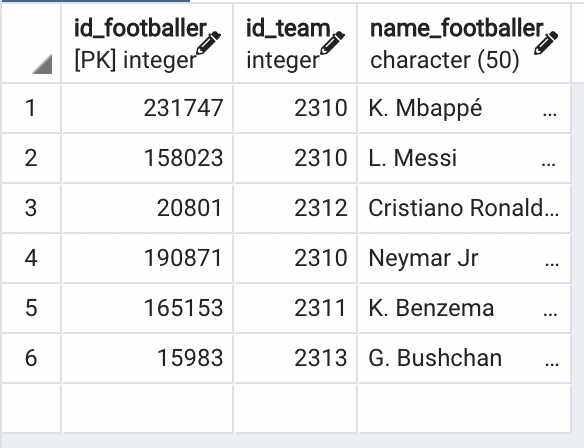 id_footballer id_team name_footballer
[PK] integer integer character (50)
1 231747 2310 K. Mbappé ...
2 158023 2310 L. Messi ...
3 20801 2312 Cristiano Ronald...
4 190871 2310 Neymar Jr ...
5 165153 2311 K. Benzema ...
6 15983 2313 G. Bushchan ...